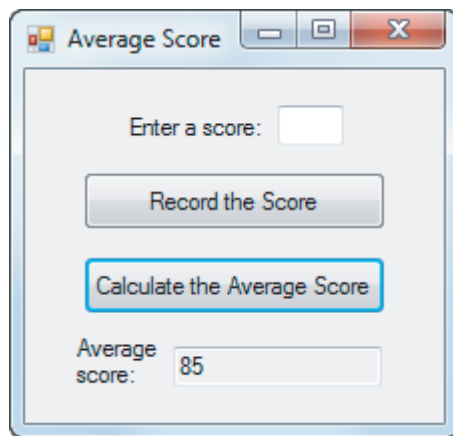 Average Score
Enter a score:
Record the Score
Calculate the Average Score
Average
score:
85